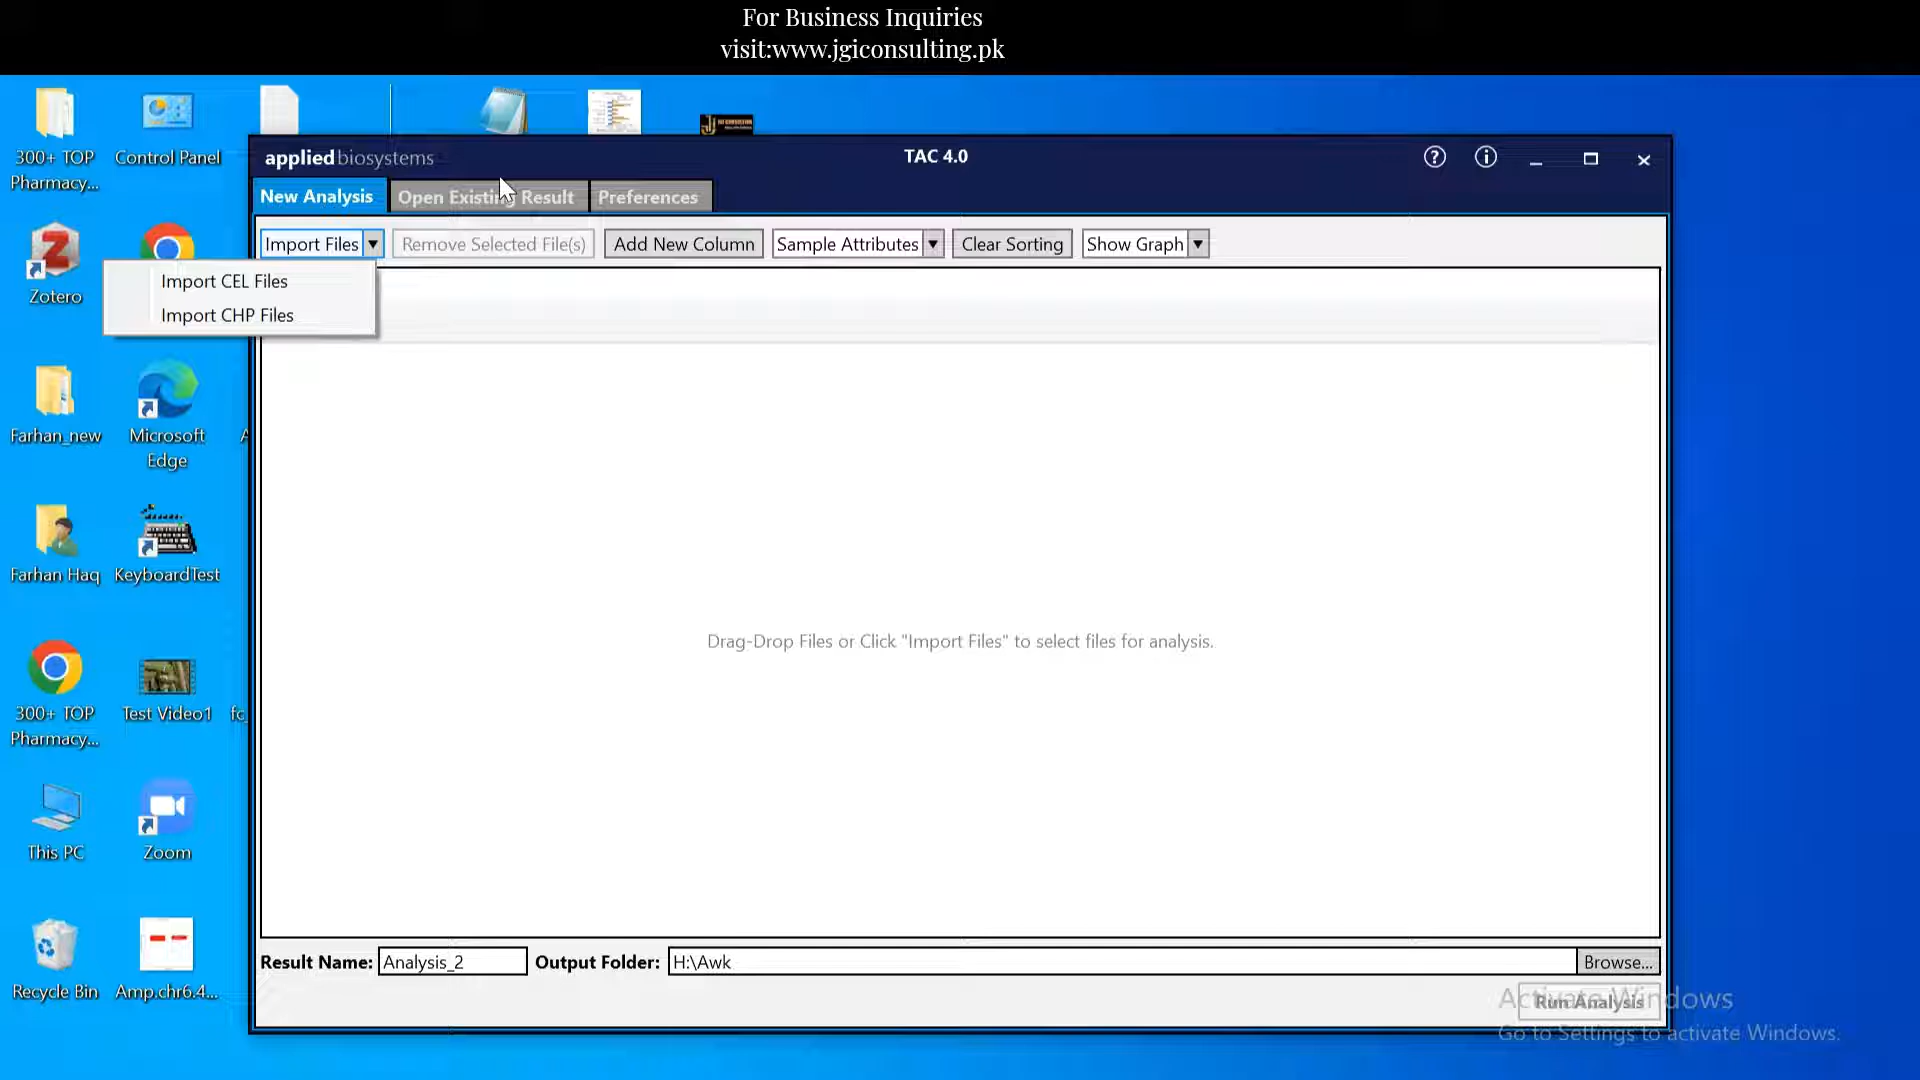 For Business Inquiries
visit:www.jgiconsulting.pk
300+ TOP
Pharmacy...
Control Panel
applied biosystems
TAC 4.0
New Analysis
Open Existing Result
Preferences
Import Files
Remove Selected File(s)
Add New Column
Sample Attributes
Clear Sorting
Show Graph
Import CEL Files
Import CHP Files
Zotero
Farhan_new
Microsoft
Edge
Farhan Haq
KeyboardTest
Drag-Drop Files or Click "Import Files" to select files for analysis.
300+ TOP
Pharmacy...
Test Video1
fc_
This PC
Zoom
Recycle Bin
Amp.chr6.4...
Result Name:
Analysis_2
Output Folder:
H:\Awk
Browse...
Run Analysis
Activate Windows
Go to Settings to activate Windows.